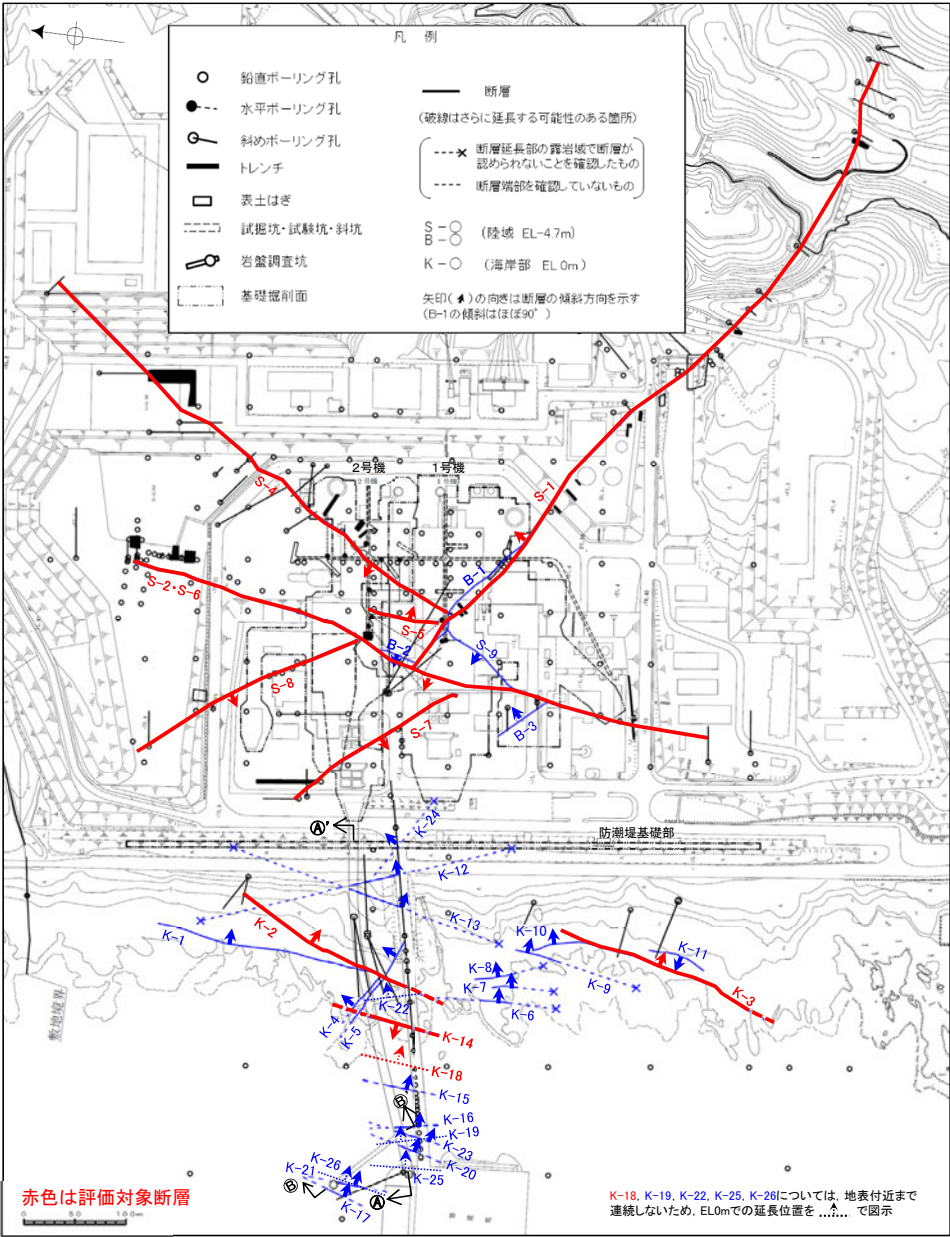 凡 例
鉛直ボーリング孔
水平ボーリング孔
斜めボーリング孔
トレンチ
表土はぎ
試掘坑・試験坑・斜坑
岩盤調査坑
基礎掘削面
断層
(破線はさらに延長する可能性のある箇所)
断層延長部の露岩域で断層が
認められないことを確認したもの
断層端部を確認していないもの
S-○
B-○
(陸域 EL-4.7m)
K-○ (海岸部 EL 0m)
矢印( )の向きは断層の傾斜方向を示す
(B-1の傾斜はほぼ90°)
2号機
1号機
2号機
1号機
S-4
S-1
B-1
S-2・S-6
S-5
B-2
S-9
S-8
S-7
B-3
K-24
Ⓐ'
防潮堤基礎部
K-12
K-2
K-13
K-1
K-10
K-11
K-8
K-7
K-9
K-22
K-6
K-3
K-4
K-5
K-14
敷地境界
K-18
K-15
Ⓑ'
K-16
K-19
K-23
K-26
K-20
K-21
K-25
Ⓑ
Ⓐ
K-17
赤色は評価対象断層
0 100m
K-18, K-19, K-22, K-25, K-26については, 地表付近まで
連続しないため, EL0mでの延長位置を で図示